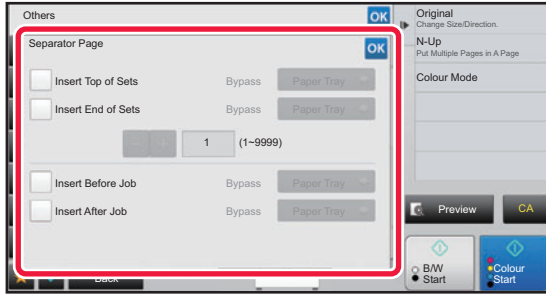 Others
OK
Separator Page
OK
Insert Top of Sets
Bypass
Paper Tray
Insert End of Sets
Bypass
Paper Tray
1
(1~9999)
Insert Before Job
Bypass
Paper Tray
Insert After Job
Bypass
Paper Tray
Back
Original
Change Size/Direction.
N-Up
Put Multiple Pages in A Page
Colour Mode
Preview
CA
B/W
Start
Colour
Start